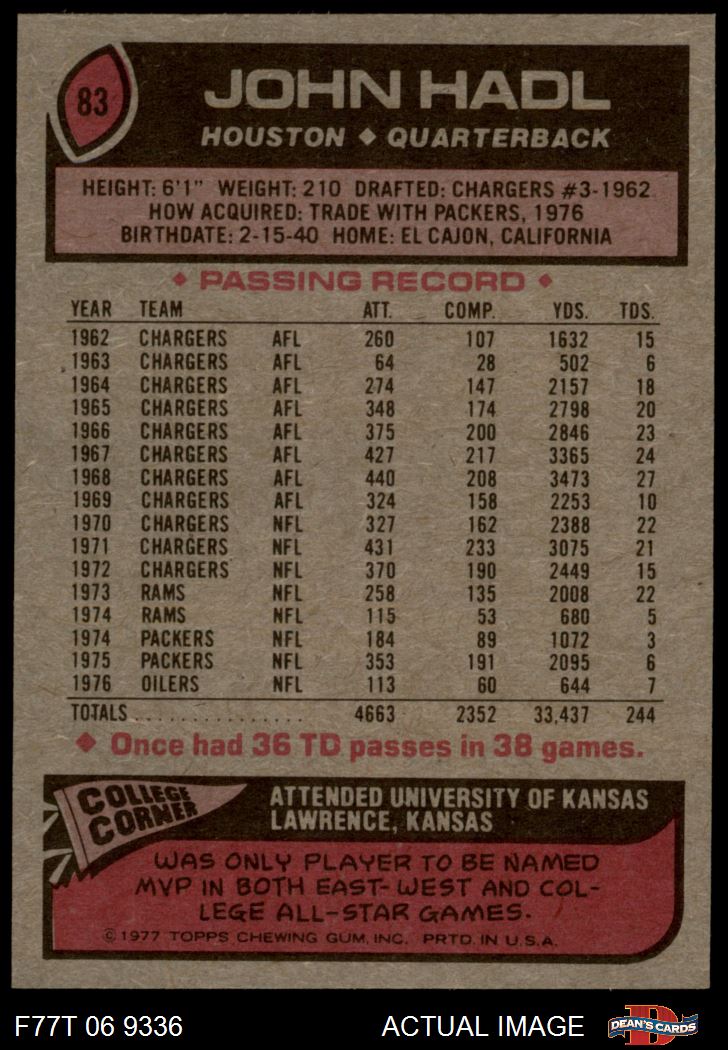 83
JOHN HADL
HOUSTON ◆ QUARTERBACK
HEIGHT: 6'1" WEIGHT: 210 DRAFTED: CHARGERS #3-1962
HOW ACQUIRED: TRADE WITH PACKERS, 1976
BIRTHDATE: 2-15-40 HOME: EL CAJON, CALIFORNIA
◆ PASSING RECORD ◆
YEAR TEAM ATT. COMP. YDS. TDS.
1962 CHARGERS AFL 260 107 1632 15
1963 CHARGERS AFL 64 28 502 6
1964 CHARGERS AFL 274 147 2157 18
1965 CHARGERS AFL 348 174 2798 20
1966 CHARGERS AFL 375 200 2846 23
1967 CHARGERS AFL 427 217 3365 24
1968 CHARGERS AFL 440 208 3473 27
1969 CHARGERS AFL 324 158 2253 10
1970 CHARGERS NFL 327 162 2388 22
1971 CHARGERS NFL 431 233 3075 21
1972 CHARGERS NFL 370 190 2449 15
1973 RAMS NFL 258 135 2008 22
1974 RAMS NFL 115 53 680 5
1974 PACKERS NFL 184 89 1072 3
1975 PACKERS NFL 353 191 2095 6
1976 OILERS NFL 113 60 644 7
TOTALS................ 4663 2352 33,437 244
◆ Once had 36 TD passes in 38 games.
COLLEGE
CORNER
ATTENDED UNIVERSITY OF KANSAS
LAWRENCE, KANSAS
WAS ONLY PLAYER TO BE NAMED
MVP IN BOTH EAST-WEST AND COL-
LEGE ALL-STAR GAMES.
©1977 TOPPS CHEWING GUM, INC. PRTD. IN U.S.A.
F77T 06 9336 ACTUAL IMAGE
D
DEAN'S CARDS